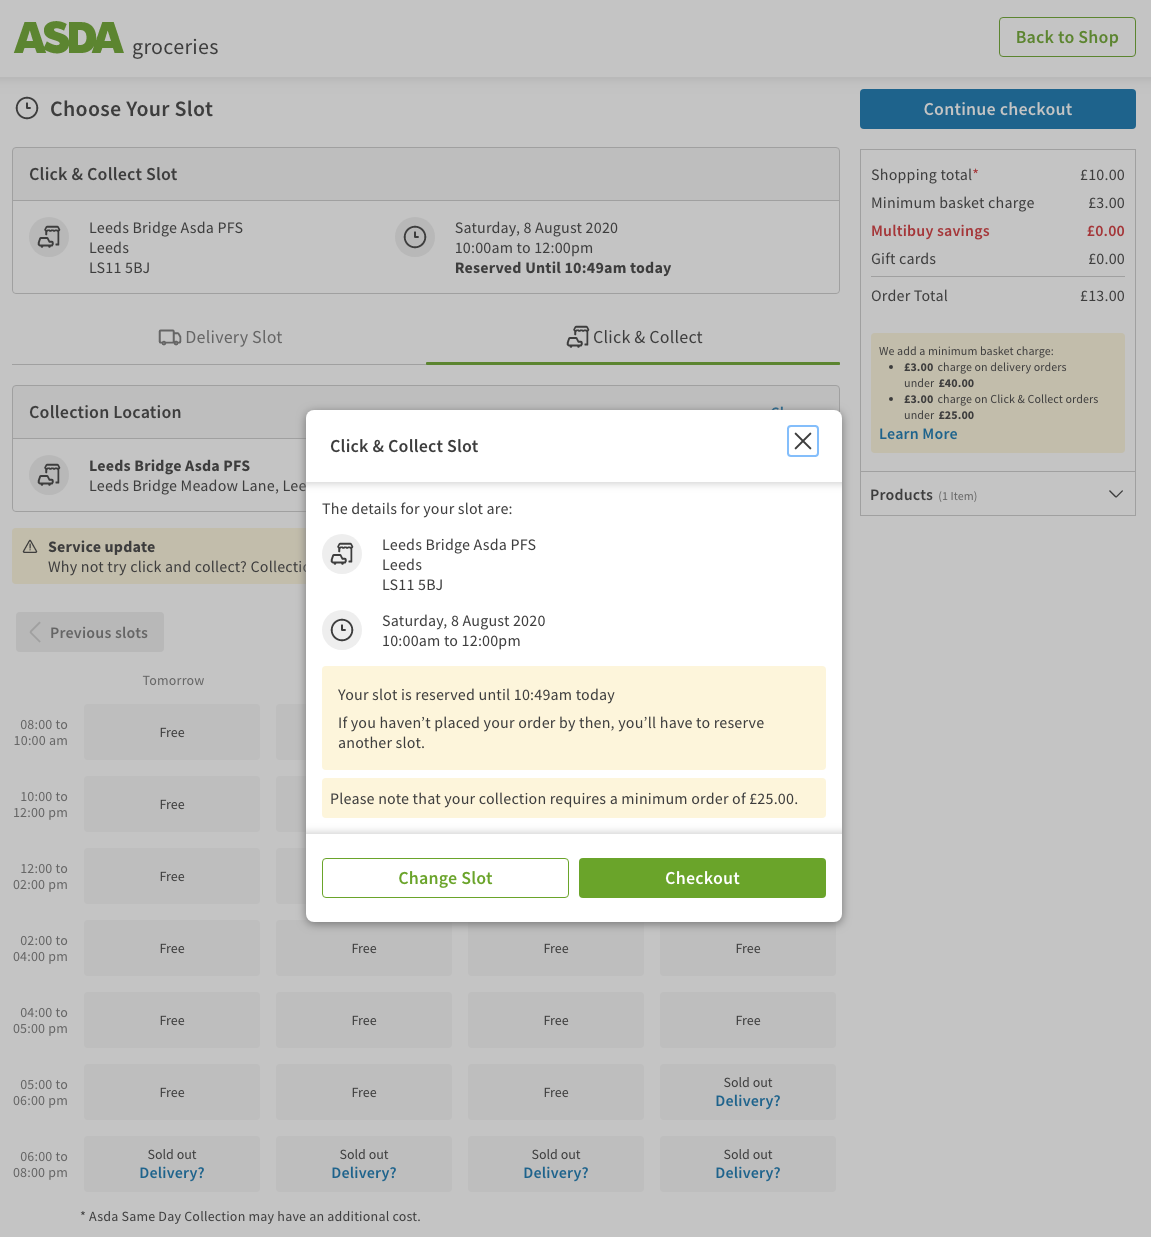 ASDA groceries
Back to Shop
Choose Your Slot
Continue checkout
Click & Collect Slot
Leeds Bridge Asda PFS
Leeds
LS11 5BJ
Saturday, 8 August 2020
10:00am to 12:00pm
Reserved Until 10:49am today
Shopping total* £10.00
Minimum basket charge £3.00
Multibuy savings £0.00
Gift cards £0.00
Order Total £13.00
We add a minimum basket charge:
• £3.00 charge on delivery orders
under £40.00
• £3.00 charge on Click & Collect orders
under £25.00
Learn More
Products (1 Item)
Delivery Slot
Click & Collect
Collection Location
Leeds Bridge Asda PFS
Leeds Bridge Meadow Lane, Lee
Service update
Why not try click and collect?
Previous slots
Tomorrow
08:00 to
10:00 am
Free
10:00 to
12:00 pm
Free
12:00 to
02:00 pm
Free
02:00 to
04:00 pm
Free Free Free Free
04:00 to
05:00 pm
Free Free Free Free
05:00 to
06:00 pm
Free Free Free Sold out
Delivery?
06:00 to
08:00 pm
Sold out Sold out Sold out Sold out
Delivery? Delivery? Delivery? Delivery?
* Asda Same Day Collection may have an additional cost.
Click & Collect Slot
The details for your slot are:
Leeds Bridge Asda PFS
Leeds
LS11 5BJ
Saturday, 8 August 2020
10:00am to 12:00pm
Your slot is reserved until 10:49am today
If you haven’t placed your order by then, you’ll have to reserve
another slot.
Please note that your collection requires a minimum order of £25.00.
Change Slot
Checkout